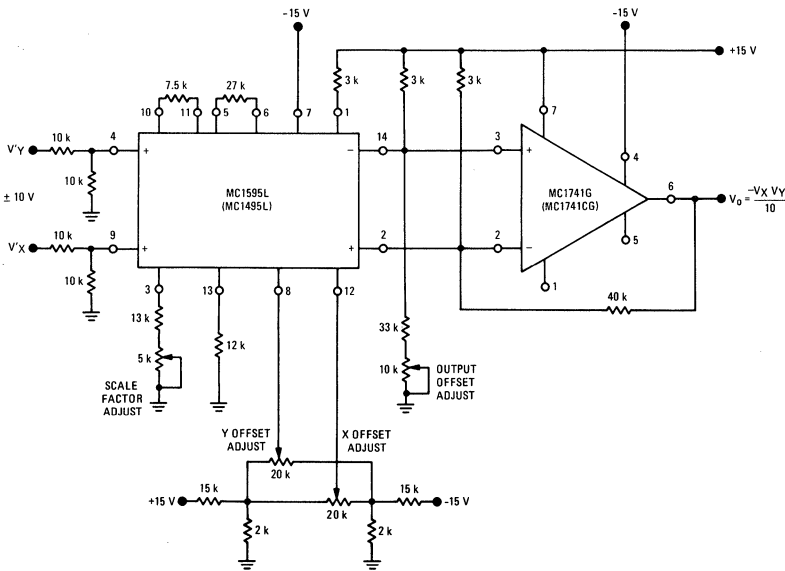 -15 V
-15 V
+15 V
7.5 k
27 k
3 k
3 k
3 k
10
11
5
6
7
1
7
V'Y
10 k
4
+
−
14
3
+
4
10 k
± 10 V
MC1595L
(MC1495L)
MC1741G
(MC1741CG)
6
V₀ = −VX VY / 10
V'X
10 k
9
+
+
2
2
−
5
10 k
1
3
13
8
12
40 k
13 k
12 k
33 k
5 k
10 k
SCALE
FACTOR
ADJUST
OUTPUT
OFFSET
ADJUST
Y OFFSET
ADJUST
X OFFSET
ADJUST
20 k
+15 V
15 k
15 k
-15 V
20 k
2 k
2 k